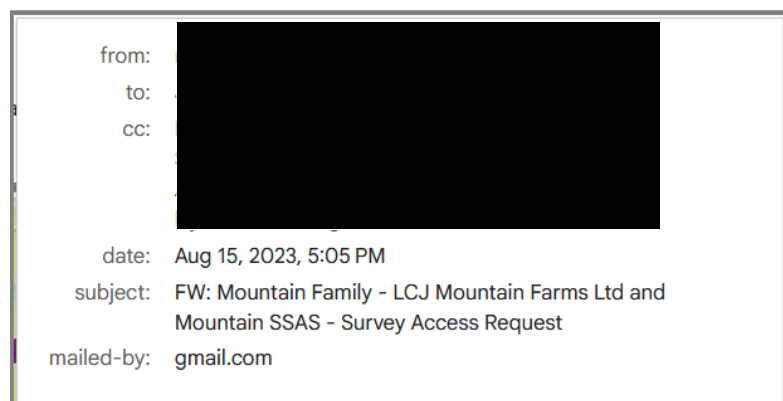 from:
to:
cc:
date: Aug 15, 2023, 5:05 PM
subject: FW: Mountain Family - LCJ Mountain Farms Ltd and
Mountain SSAS - Survey Access Request
mailed-by: gmail.com